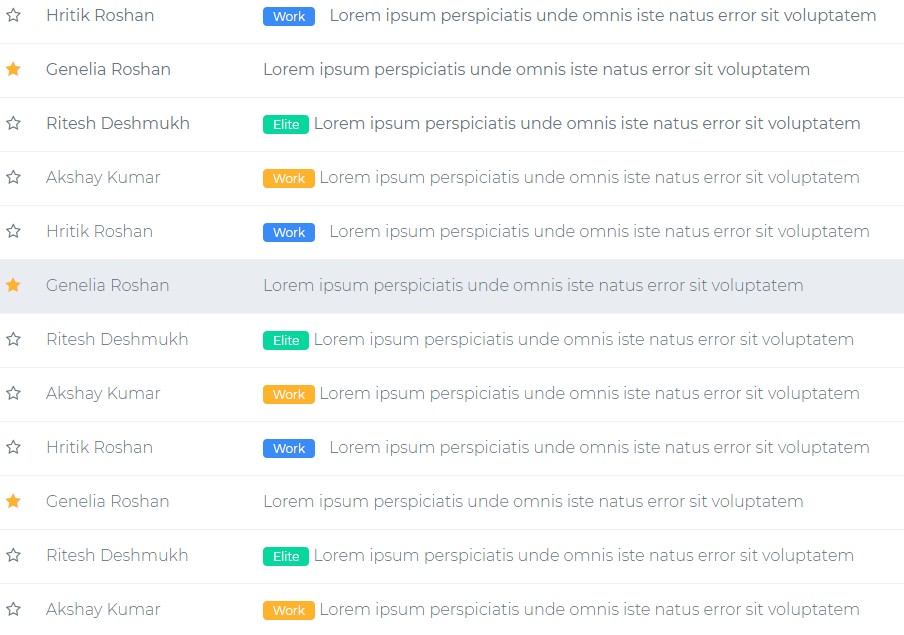 Hritik Roshan Work Lorem ipsum perspiciatis unde omnis iste natus error sit voluptatem
Genelia Roshan Lorem ipsum perspiciatis unde omnis iste natus error sit voluptatem
Ritesh Deshmukh Elite Lorem ipsum perspiciatis unde omnis iste natus error sit voluptatem
Akshay Kumar Work Lorem ipsum perspiciatis unde omnis iste natus error sit voluptatem
Hritik Roshan Work Lorem ipsum perspiciatis unde omnis iste natus error sit voluptatem
Genelia Roshan Lorem ipsum perspiciatis unde omnis iste natus error sit voluptatem
Ritesh Deshmukh Elite Lorem ipsum perspiciatis unde omnis iste natus error sit voluptatem
Akshay Kumar Work Lorem ipsum perspiciatis unde omnis iste natus error sit voluptatem
Hritik Roshan Work Lorem ipsum perspiciatis unde omnis iste natus error sit voluptatem
Genelia Roshan Lorem ipsum perspiciatis unde omnis iste natus error sit voluptatem
Ritesh Deshmukh Elite Lorem ipsum perspiciatis unde omnis iste natus error sit voluptatem
Akshay Kumar Work Lorem ipsum perspiciatis unde omnis iste natus error sit voluptatem